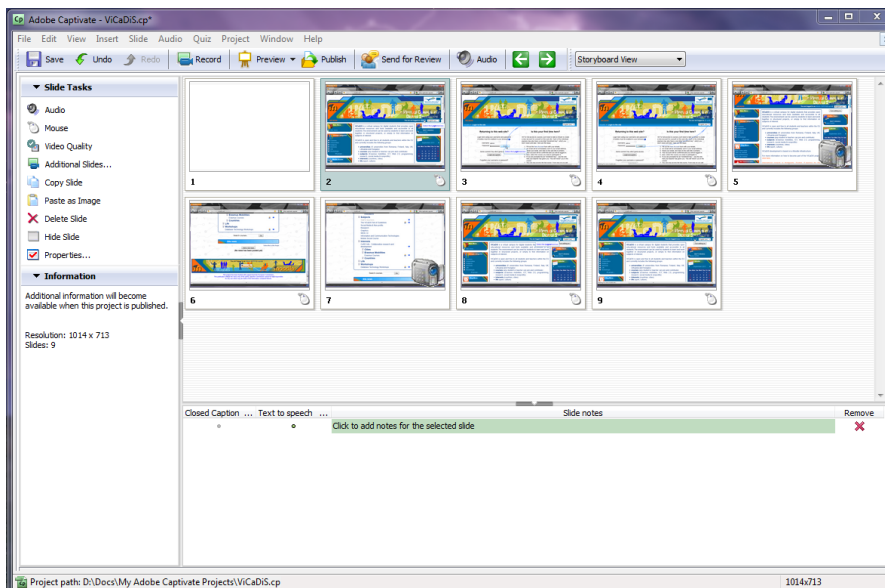 Adobe Captivate - ViCaDiS.cp*
File Edit View Insert Slide Audio Quiz Project Window Help
Save Undo Redo Record Preview Publish Send for Review Audio Storyboard View
Slide Tasks
Audio
Mouse
Video Quality
Additional Slides...
Copy Slide
Paste as Image
Delete Slide
Hide Slide
Properties...
Information
Additional information will become
available when this project is published.
Resolution: 1014 x 713
Slides: 9
1 2 3 4 5
6 7 8 9
Closed Caption ... Text to speech ... Slide notes Remove
Click to add notes for the selected slide
Project path: D:\Docs\My Adobe Captivate Projects\ViCaDiS.cp 1014x713